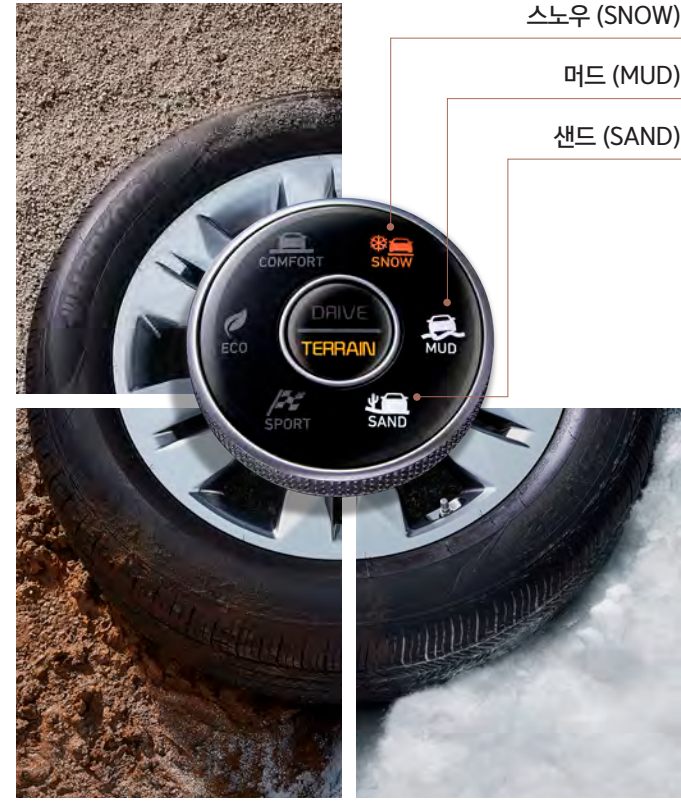 스노우 (SNOW)
머드 (MUD)
샌드 (SAND)
COMFORT
SNOW
DRIVE
TERRAIN
ECO
MUD
SPORT
SAND